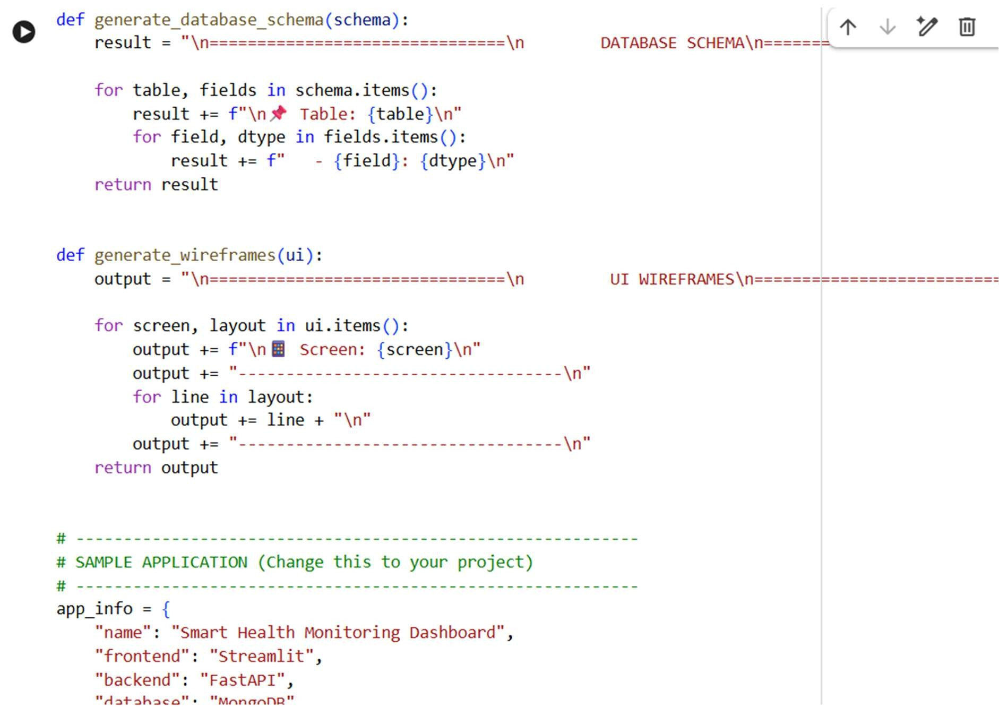 def generate_database_schema(schema):
    result = "\n===============================\n        DATABASE SCHEMA\n=======
    for table, fields in schema.items():
        result += f"\n📌 Table: {table}\n"
        for field, dtype in fields.items():
            result += f"   - {field}: {dtype}\n"
    return result
def generate_wireframes(ui):
    output = "\n===============================\n         UI WIREFRAMES\n==========================
    for screen, layout in ui.items():
        output += f"\n📱 Screen: {screen}\n"
        output += "----------------------------------\n"
        for line in layout:
            output += line + "\n"
        output += "----------------------------------\n"
    return output
# -----------------------------------------------------------
# SAMPLE APPLICATION (Change this to your project)
# -----------------------------------------------------------
app_info = {
    "name": "Smart Health Monitoring Dashboard",
    "frontend": "Streamlit",
    "backend": "FastAPI",
    "database": "MongoDB"